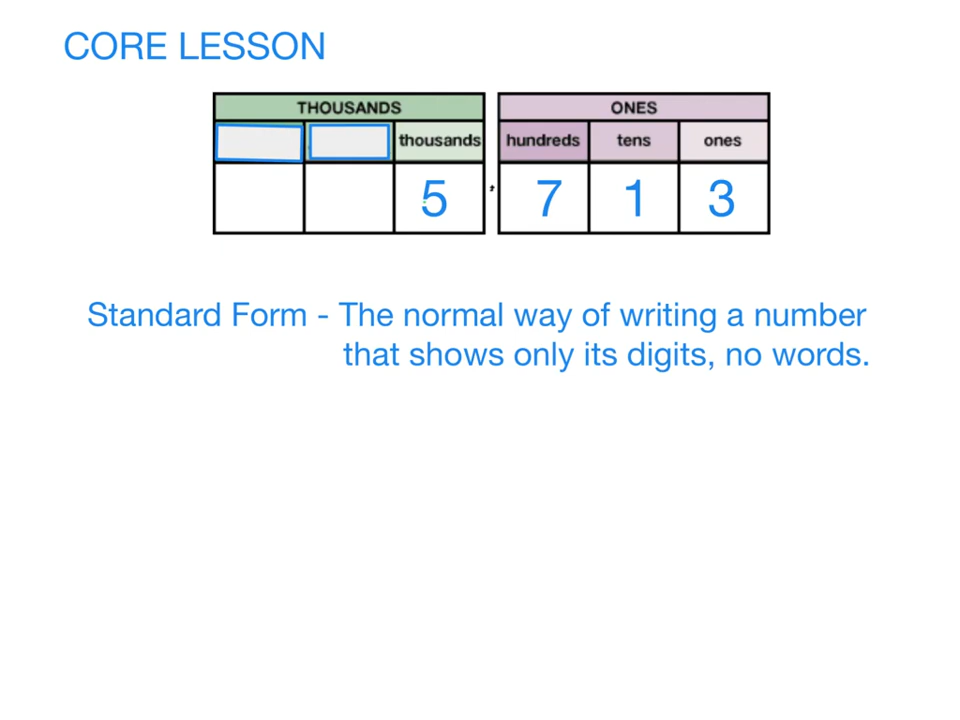 CORE LESSON
THOUSANDS ONES
thousands hundreds tens ones
5 , 7 1 3
Standard Form - The normal way of writing a number
that shows only its digits, no words.